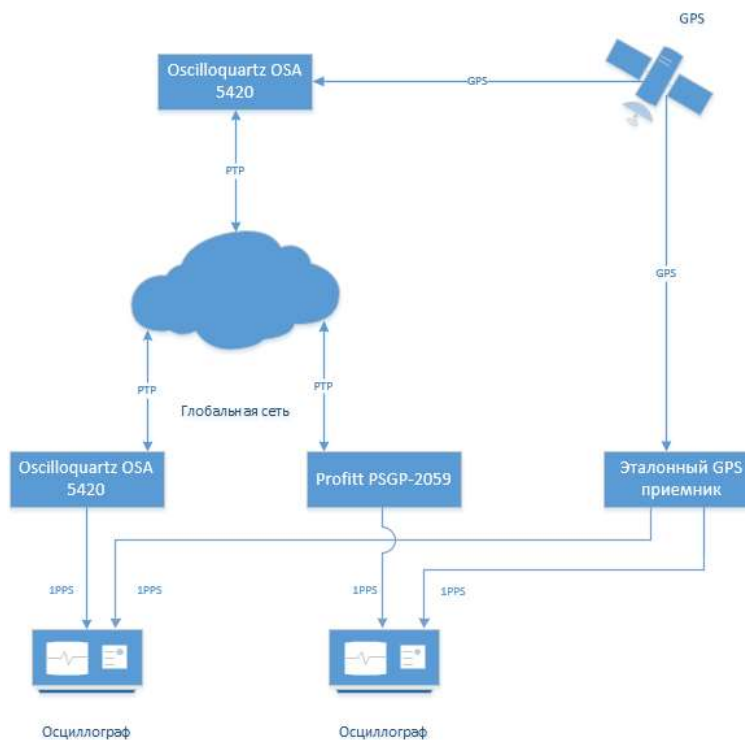 GPS
Oscilloquartz OSA
5420
GPS
PTP
GPS
PTP
PTP
Глобальная сеть
Oscilloquartz OSA
5420
Profitt PSGP-2059
Эталонный GPS
приемник
1PPS
1PPS
1PPS
1PPS
Осциллограф
Осциллограф